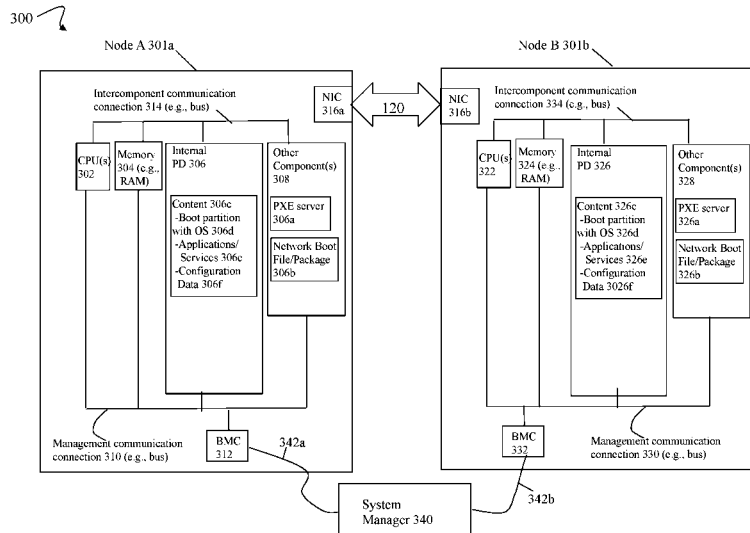 300
Node A 301a
Node B 301b
Intercomponent communication
connection 314 (e.g., bus)
NIC
316a
120
NIC
316b
Intercomponent communication
connection 334 (e.g., bus)
CPU(s)
302
Memory
304 (e.g.,
RAM)
Internal
PD 306
Content 306c
-Boot partition
with OS 306d
-Applications/
Services 306e
-Configuration
Data 306f
Other
Component(s)
308
PXE server
306a
Network Boot
File/Package
306b
CPU(s)
322
Memory
324 (e.g.,
RAM)
Internal
PD 326
Content 326c
-Boot partition
with OS 326d
-Applications/
Services 326e
-Configuration
Data 3026f
Other
Component(s)
328
PXE server
326a
Network Boot
File/Package
326b
Management communication
connection 310 (e.g., bus)
BMC
312
342a
BMC
332
Management communication
connection 330 (e.g., bus)
342b
System
Manager 340